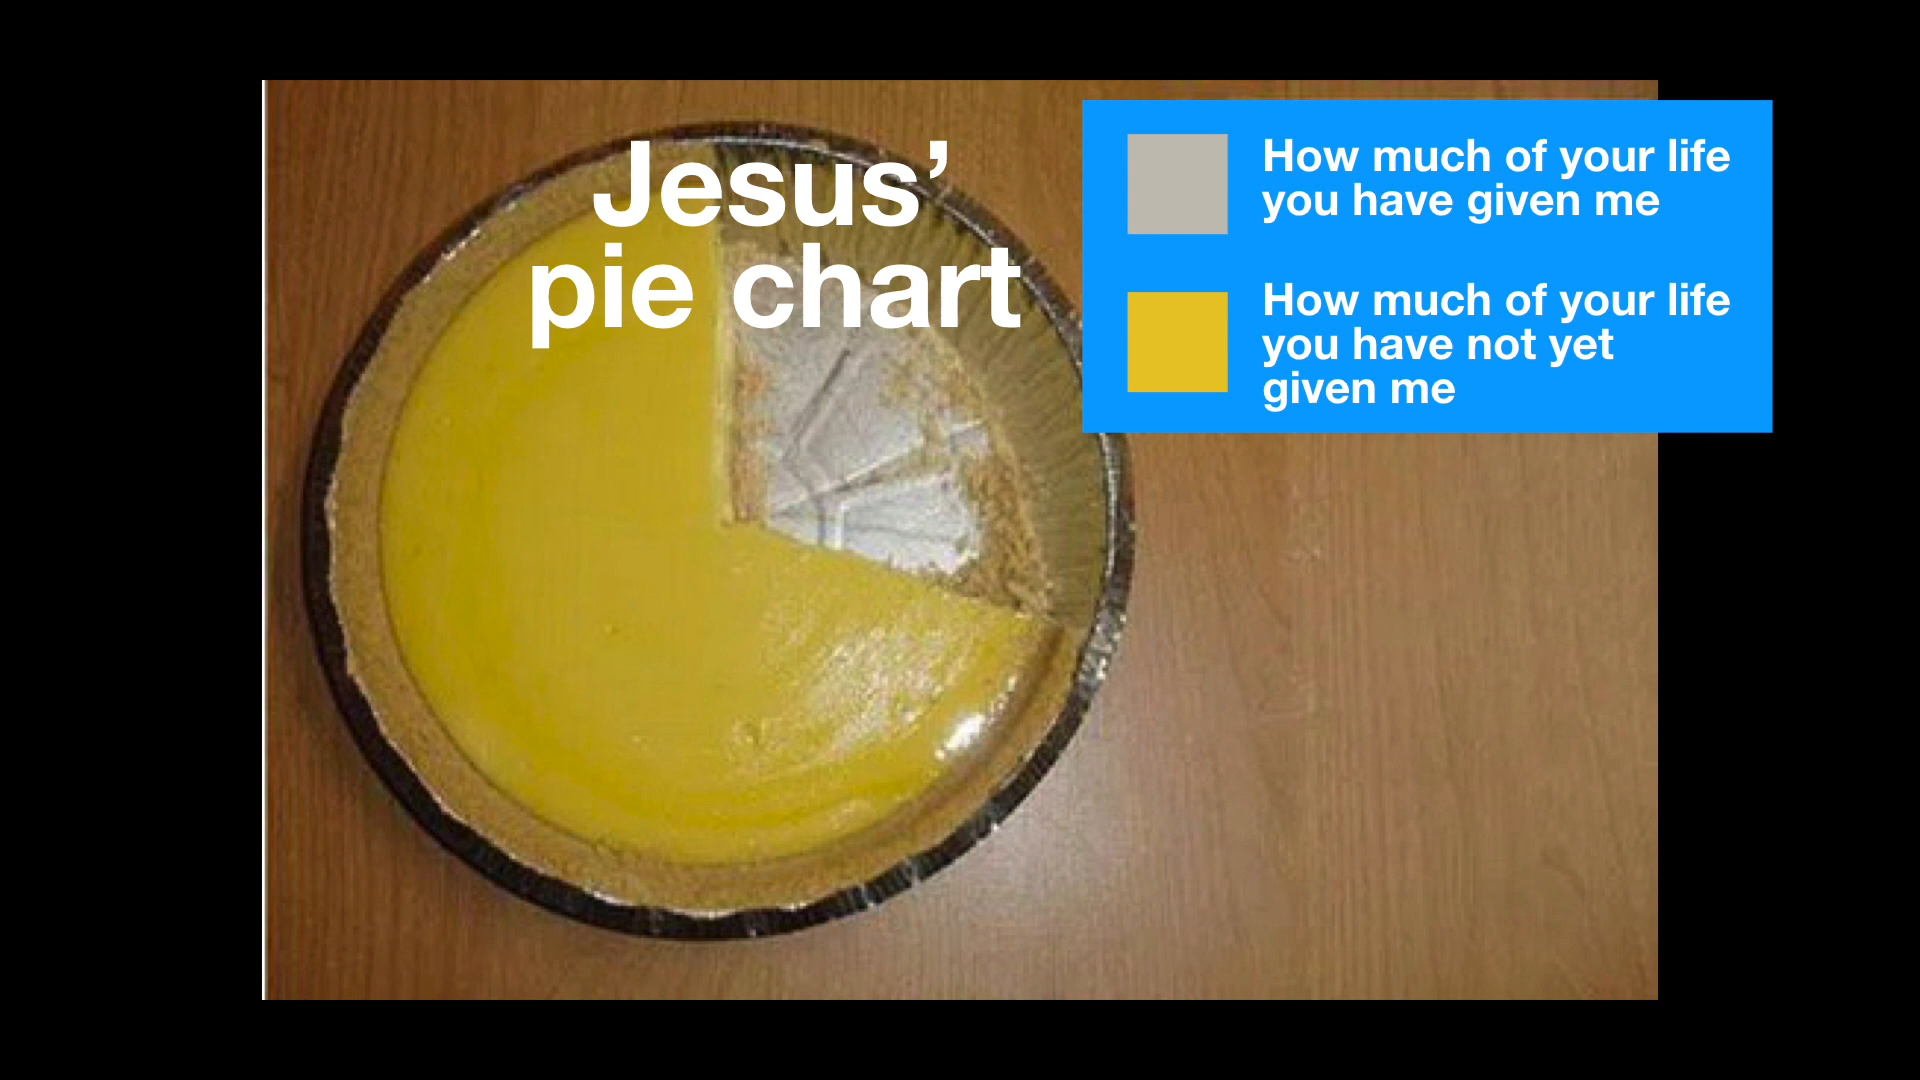 Jesus’
pie chart
How much of your life
you have given me
How much of your life
you have not yet
given me